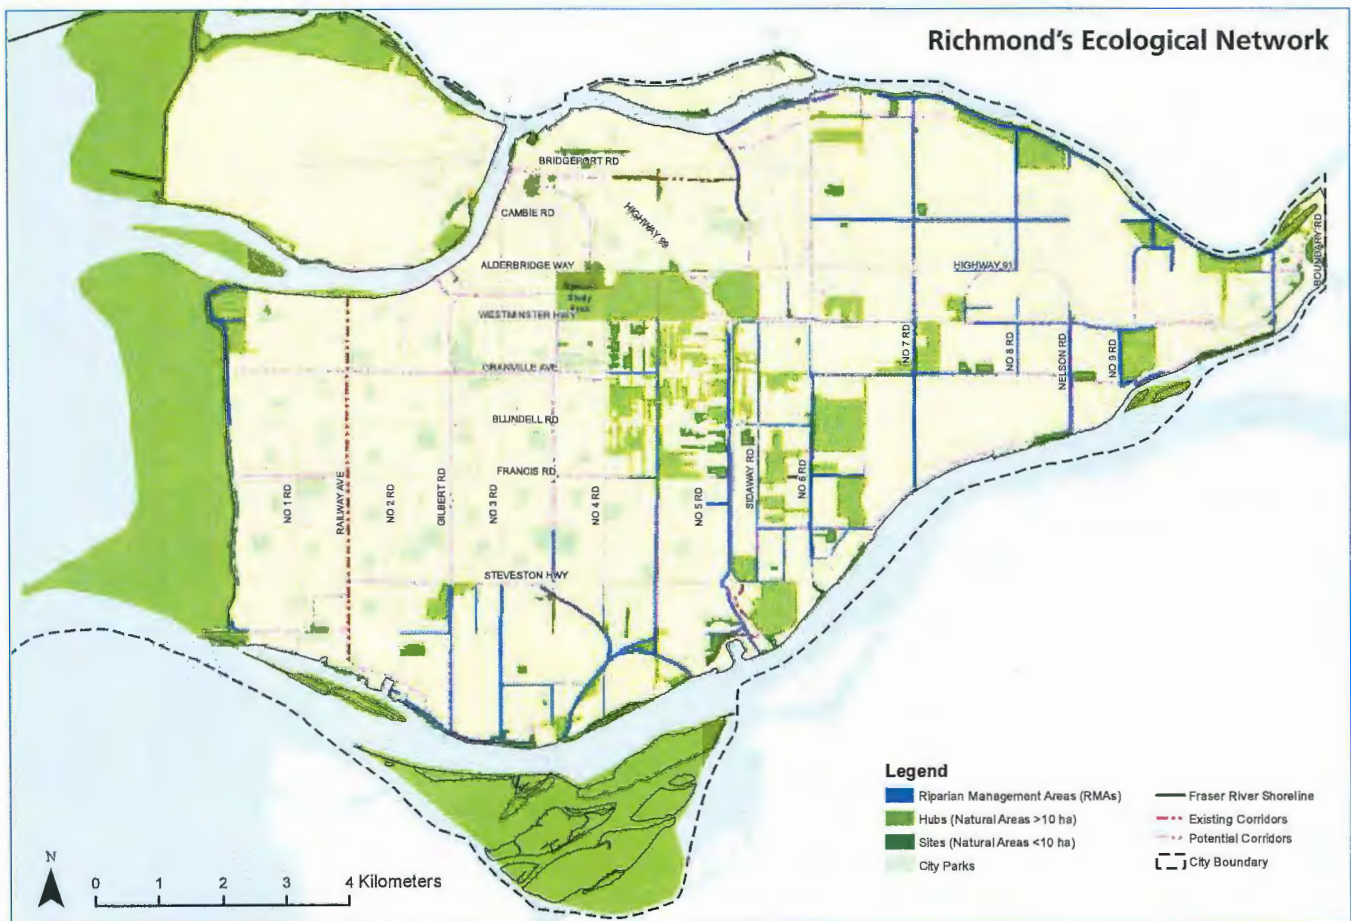 Richmond's Ecological Network
BRIDGEPORT RD
CAMBIE RD
HIGHWAY 99
ALDERBRIDGE WAY
HIGHWAY 91
BOUNDARY RD
Study
Area
WESTMINSTER HWY
GRANVILLE AVE
NO 7 RD
NO 8 RD
NELSON RD
NO 9 RD
BLUNDELL RD
FRANCIS RD
NO 1 RD
RAILWAY AVE
NO 2 RD
GILBERT RD
NO 3 RD
NO 4 RD
NO 5 RD
SIDAWAY RD
NO 6 RD
STEVESTON HWY
Legend
Riparian Management Areas (RMAs)
Hubs (Natural Areas >10 ha)
Sites (Natural Areas <10 ha)
City Parks
Fraser River Shoreline
Existing Corridors
Potential Corridors
City Boundary
N
0 1 2 3 4 Kilometers